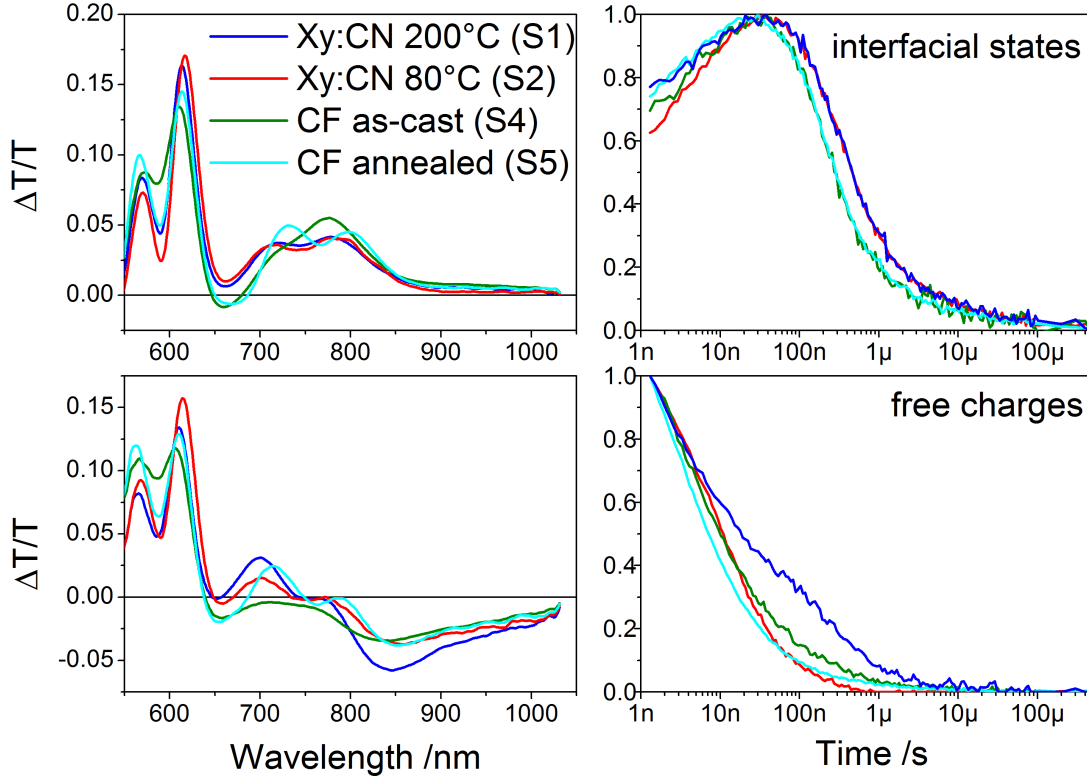 0.20
0.15
0.10
0.05
0.00
ΔT/T
Xy:CN 200°C (S1)
Xy:CN 80°C (S2)
CF as-cast (S4)
CF annealed (S5)
600 700 800 900 1000
1.0
0.8
0.6
0.4
0.2
0.0
interfacial states
1n 10n 100n 1µ 10µ 100µ
0.15
0.10
0.05
0.00
-0.05
ΔT/T
600 700 800 900 1000
Wavelength /nm
1.0
0.8
0.6
0.4
0.2
0.0
free charges
1n 10n 100n 1µ 10µ 100µ
Time /s